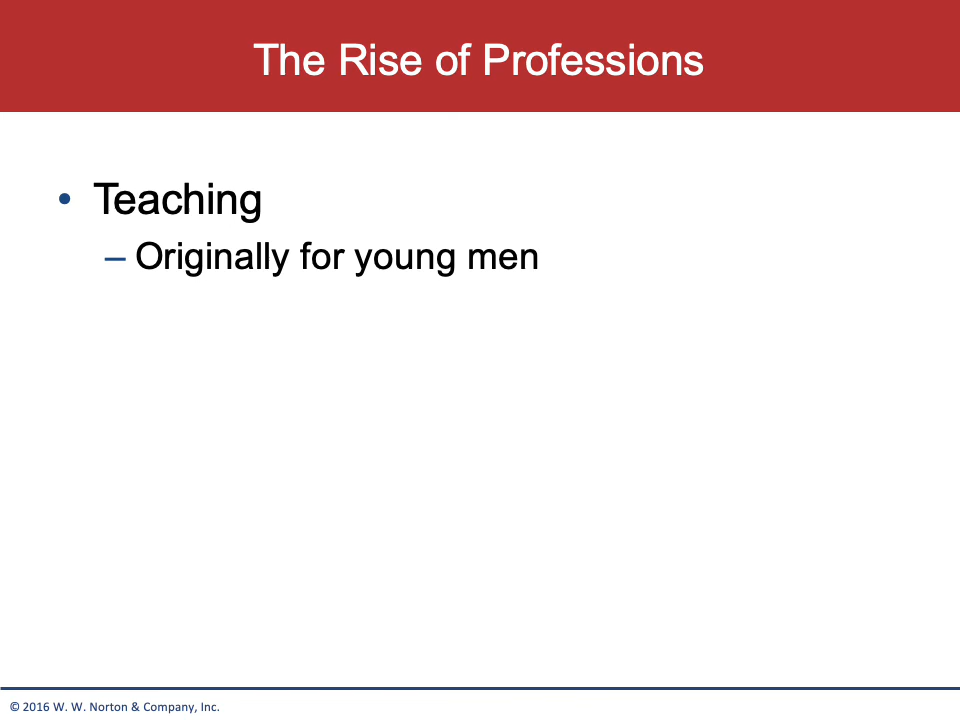 The Rise of Professions
• Teaching
– Originally for young men
© 2016 W. W. Norton & Company, Inc.